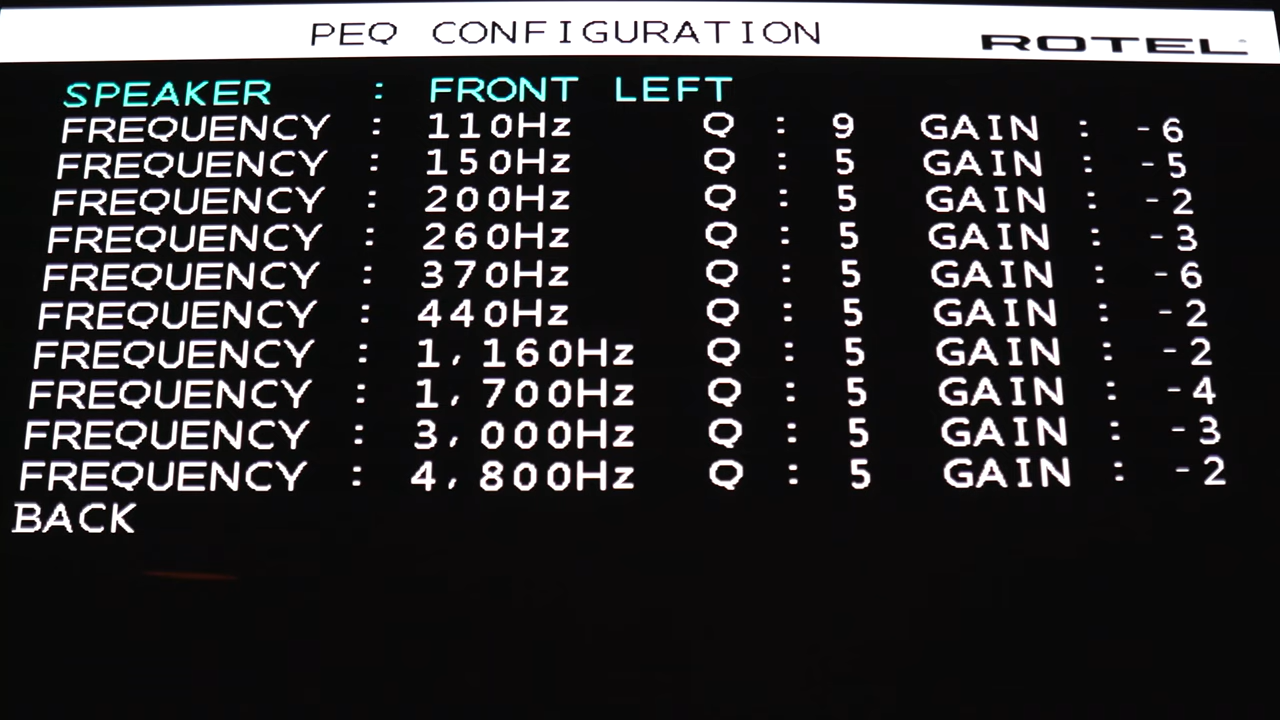 PEQ CONFIGURATION ROTEL
SPEAKER : FRONT LEFT
FREQUENCY : 110Hz Q : 9 GAIN : -6
FREQUENCY : 150Hz Q : 5 GAIN : -5
FREQUENCY : 200Hz Q : 5 GAIN : -2
FREQUENCY : 260Hz Q : 5 GAIN : -3
FREQUENCY : 370Hz Q : 5 GAIN : -6
FREQUENCY : 440Hz Q : 5 GAIN : -2
FREQUENCY : 1,160Hz Q : 5 GAIN : -2
FREQUENCY : 1,700Hz Q : 5 GAIN : -4
FREQUENCY : 3,000Hz Q : 5 GAIN : -3
FREQUENCY : 4,800Hz Q : 5 GAIN : -2
BACK